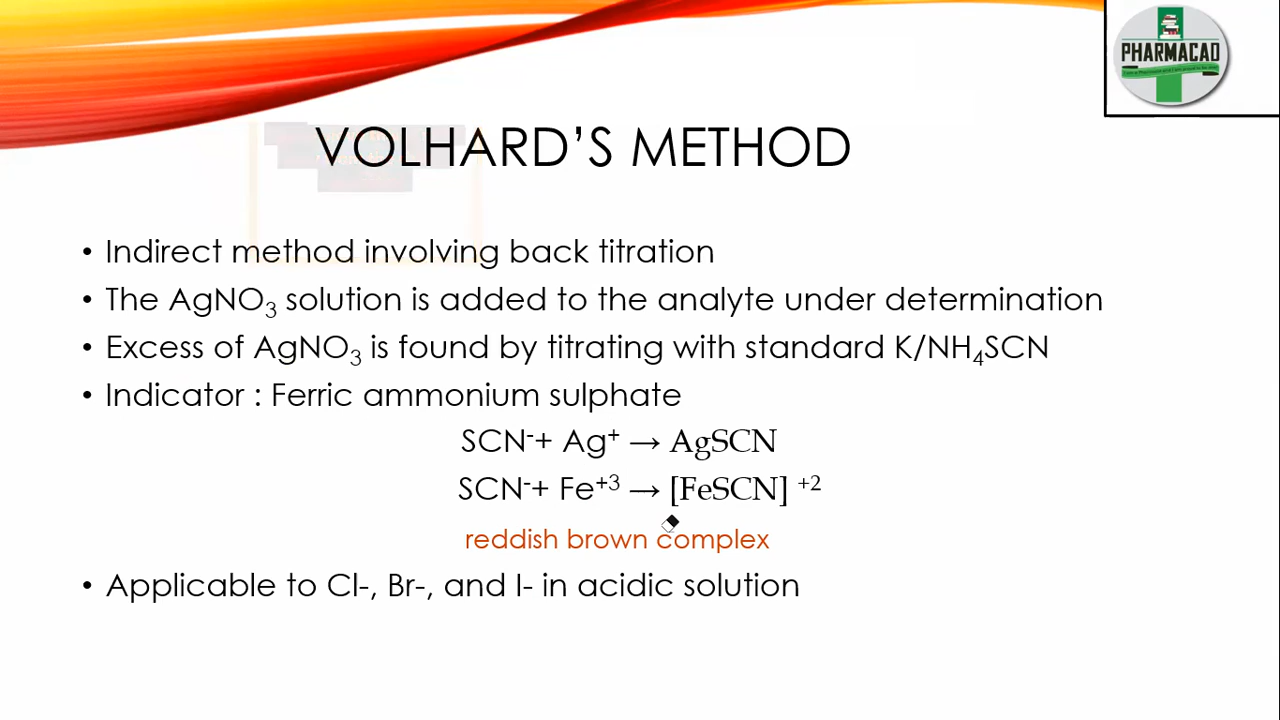 PHARMACAD
VOLHARD’S METHOD
• Indirect method involving back titration
• The AgNO₃ solution is added to the analyte under determination
• Excess of AgNO₃ is found by titrating with standard K/NH₄SCN
• Indicator : Ferric ammonium sulphate
SCN⁻+ Ag⁺ → AgSCN
SCN⁻+ Fe⁺³ → [FeSCN] ⁺²
reddish brown complex
• Applicable to Cl-, Br-, and I- in acidic solution